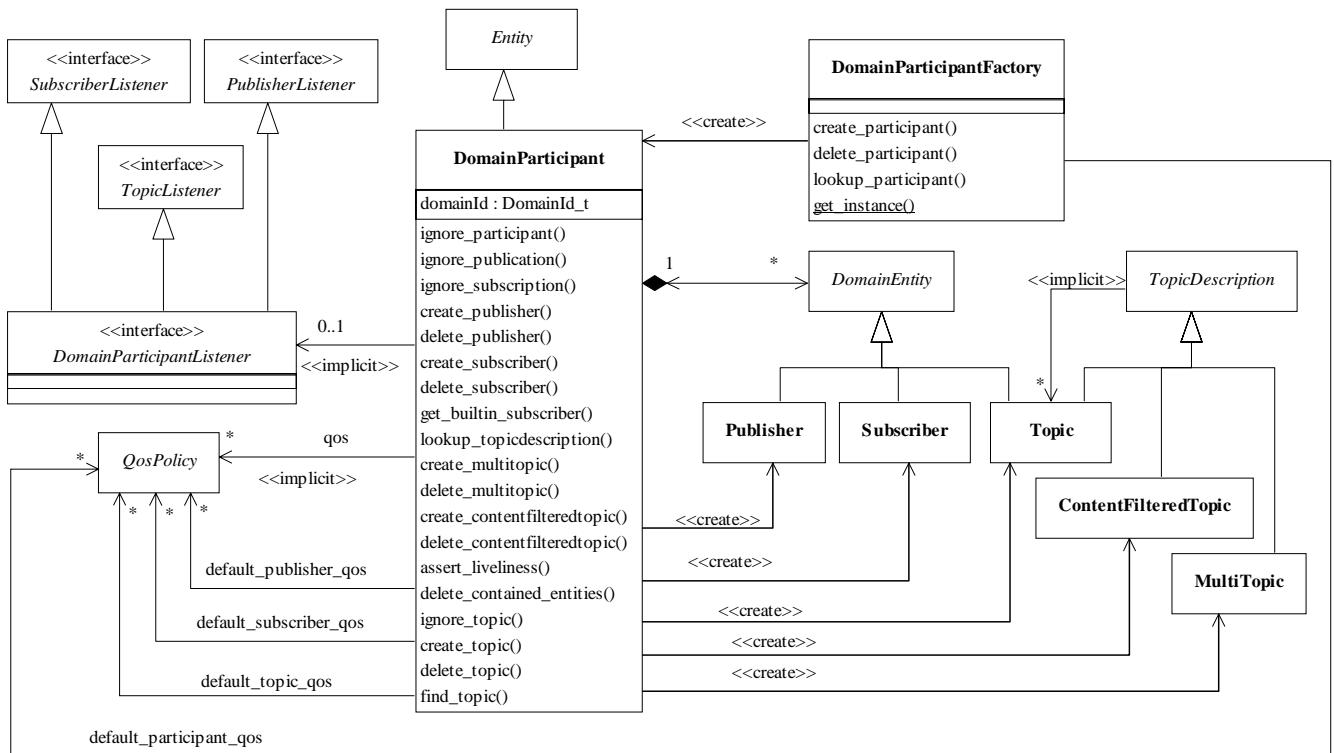 <<interface>>
SubscriberListener
<<interface>>
PublisherListener
<<interface>>
TopicListener
<<interface>>
DomainParticipantListener
0..1
<<implicit>>
Entity
DomainParticipant
domainId : DomainId_t
ignore_participant()
ignore_publication()
ignore_subscription()
create_publisher()
delete_publisher()
create_subscriber()
delete_subscriber()
get_builtin_subscriber()
lookup_topicdescription()
create_multitopic()
delete_multitopic()
create_contentfilteredtopic()
delete_contentfilteredtopic()
assert_liveliness()
delete_contained_entities()
ignore_topic()
create_topic()
delete_topic()
find_topic()
<<create>>
DomainParticipantFactory
create_participant()
delete_participant()
lookup_participant()
get_instance()
1
*
DomainEntity
<<implicit>>
TopicDescription
*
Publisher
Subscriber
Topic
ContentFilteredTopic
MultiTopic
<<create>>
<<create>>
<<create>>
<<create>>
<<create>>
*
QosPolicy
*
qos
<<implicit>>
*
*
*
default_publisher_qos
default_subscriber_qos
default_topic_qos
default_participant_qos